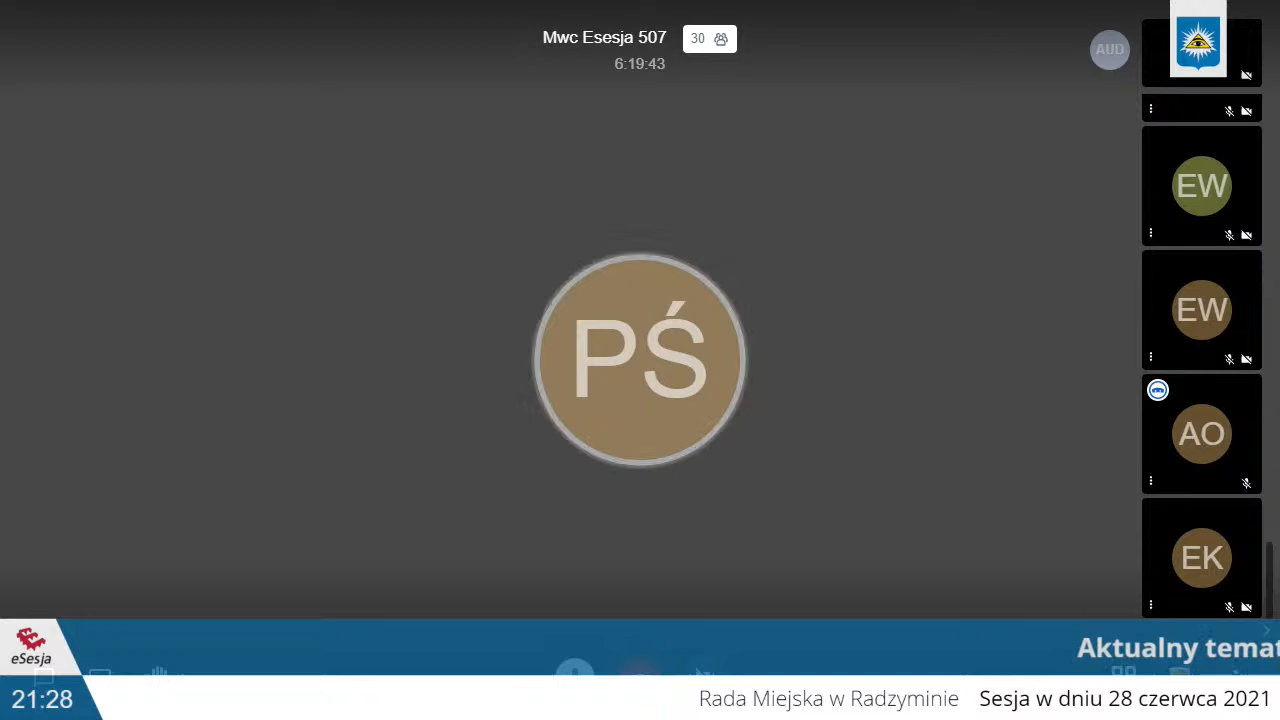 Mwc Esesja 507
30
6:19:43
AUD
EW
EW
PŚ
AO
EK
Aktualny temat
eSesja
21:28
Rada Miejska w Radzyminie
Sesja w dniu 28 czerwca 2021